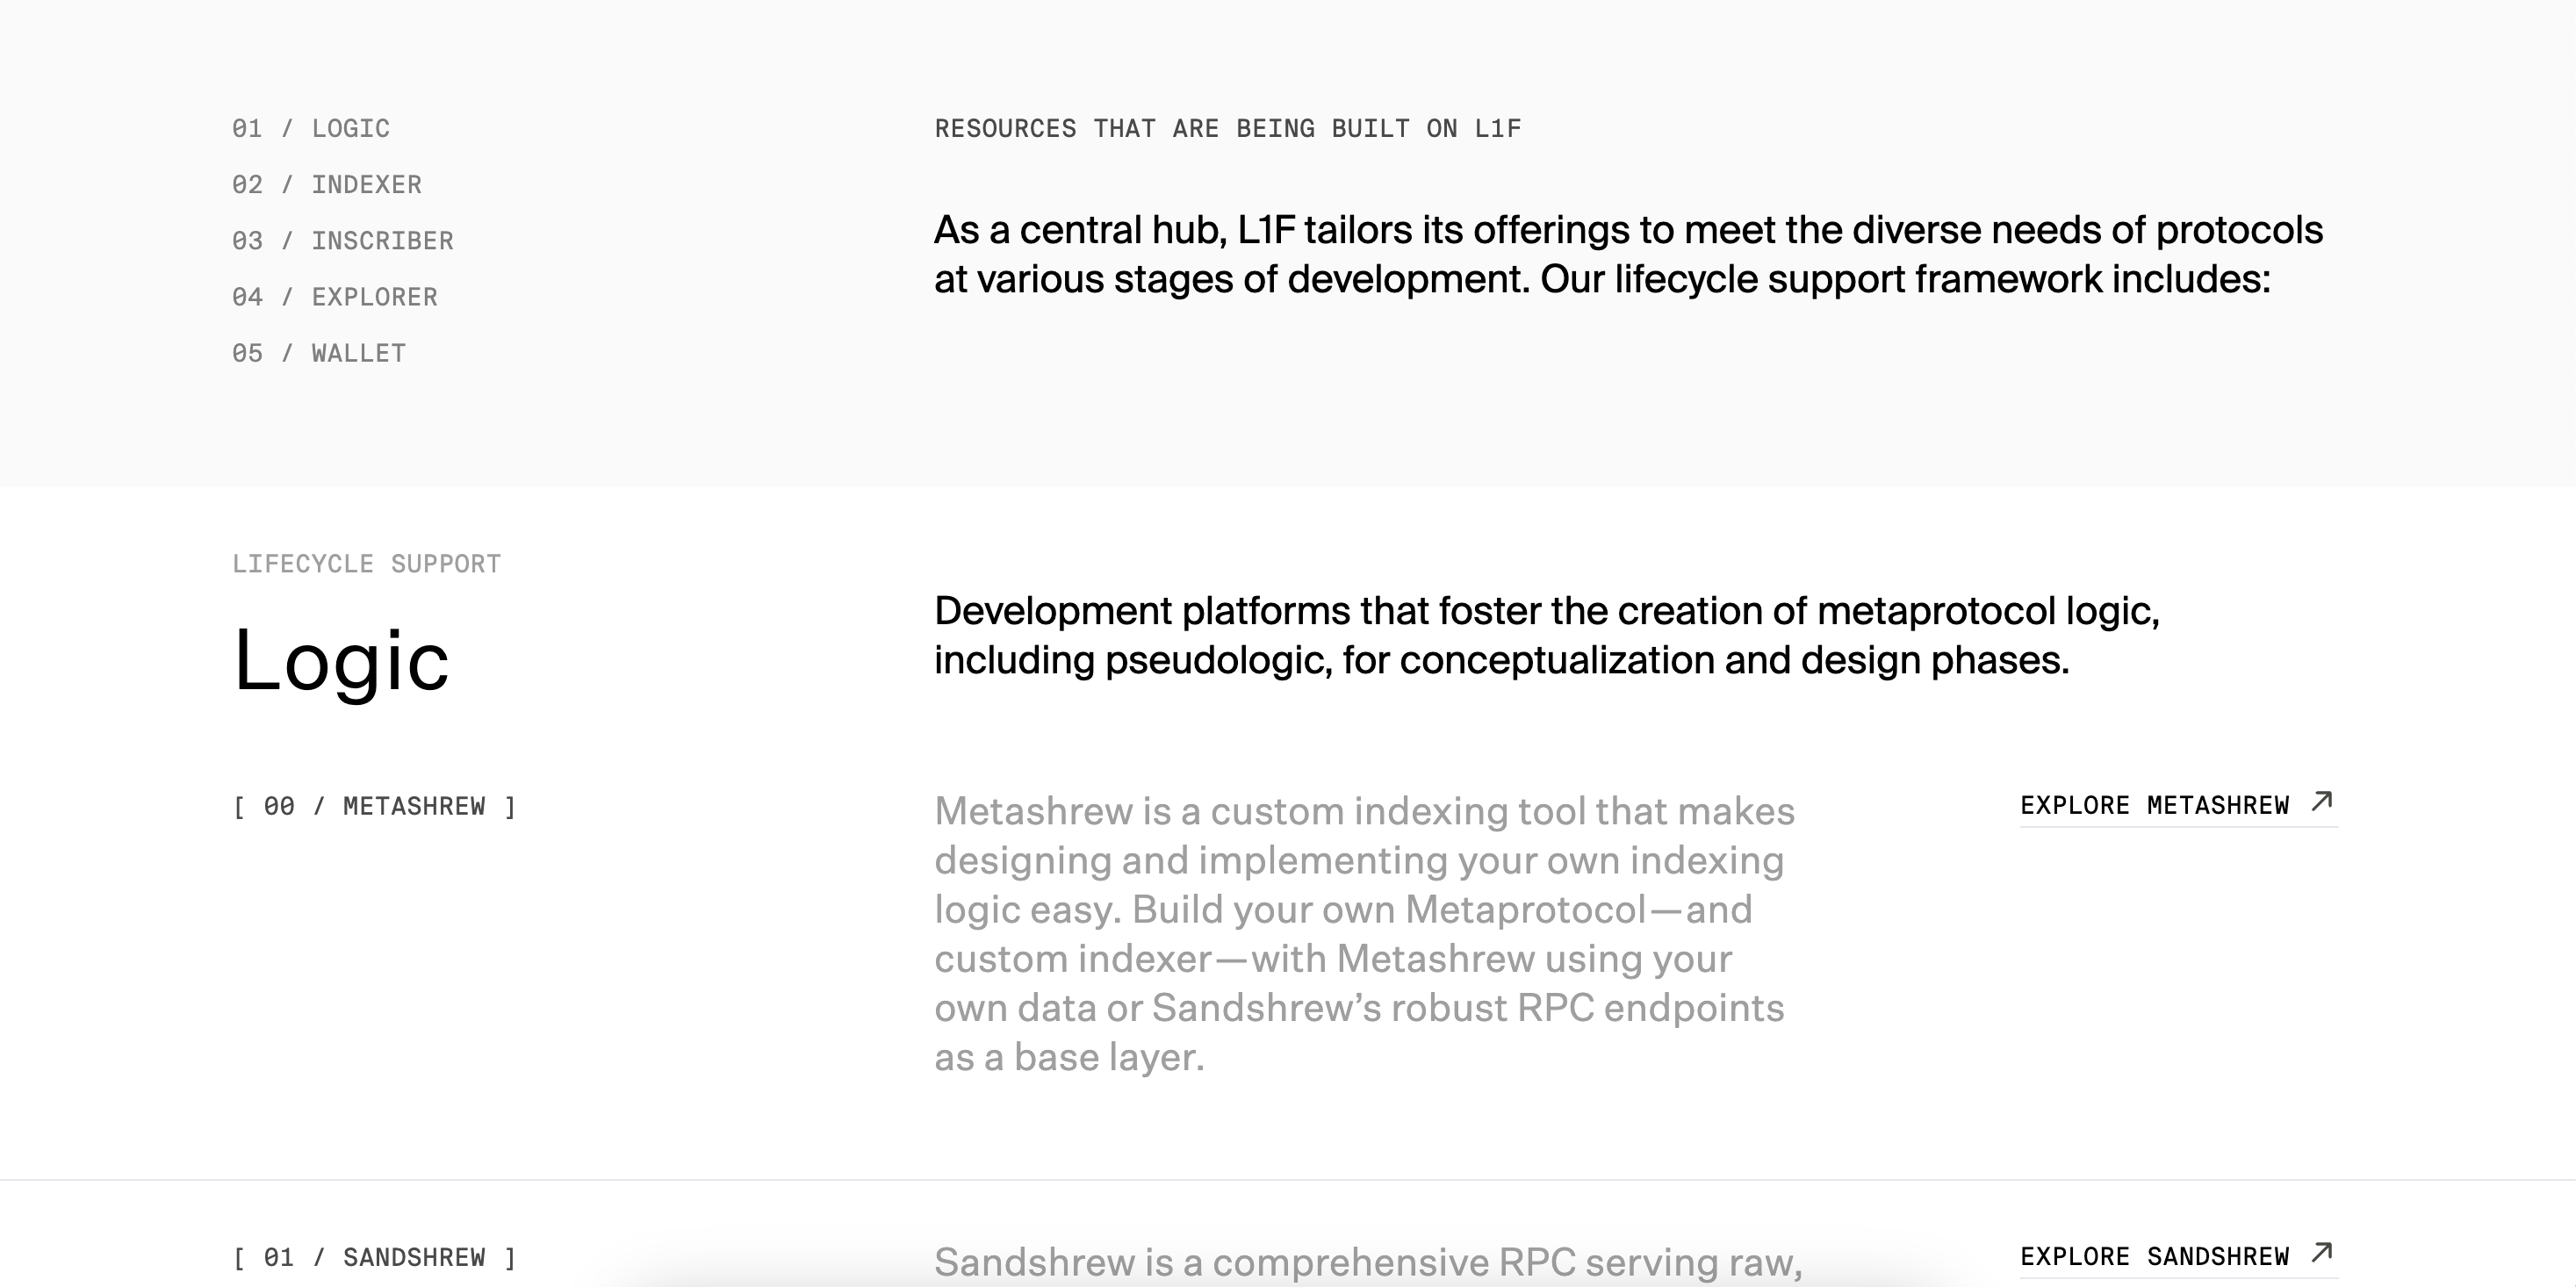 01 / LOGIC
02 / INDEXER
03 / INSCRIBER
04 / EXPLORER
05 / WALLET
RESOURCES THAT ARE BEING BUILT ON L1F
As a central hub, L1F tailors its offerings to meet the diverse needs of protocols
at various stages of development. Our lifecycle support framework includes:
LIFECYCLE SUPPORT
Logic
Development platforms that foster the creation of metaprotocol logic,
including pseudologic, for conceptualization and design phases.
[ 00 / METASHREW ]
Metashrew is a custom indexing tool that makes
designing and implementing your own indexing
logic easy. Build your own Metaprotocol—and
custom indexer—with Metashrew using your
own data or Sandshrew’s robust RPC endpoints
as a base layer.
EXPLORE METASHREW ↗
[ 01 / SANDSHREW ]
Sandshrew is a comprehensive RPC serving raw,
EXPLORE SANDSHREW ↗